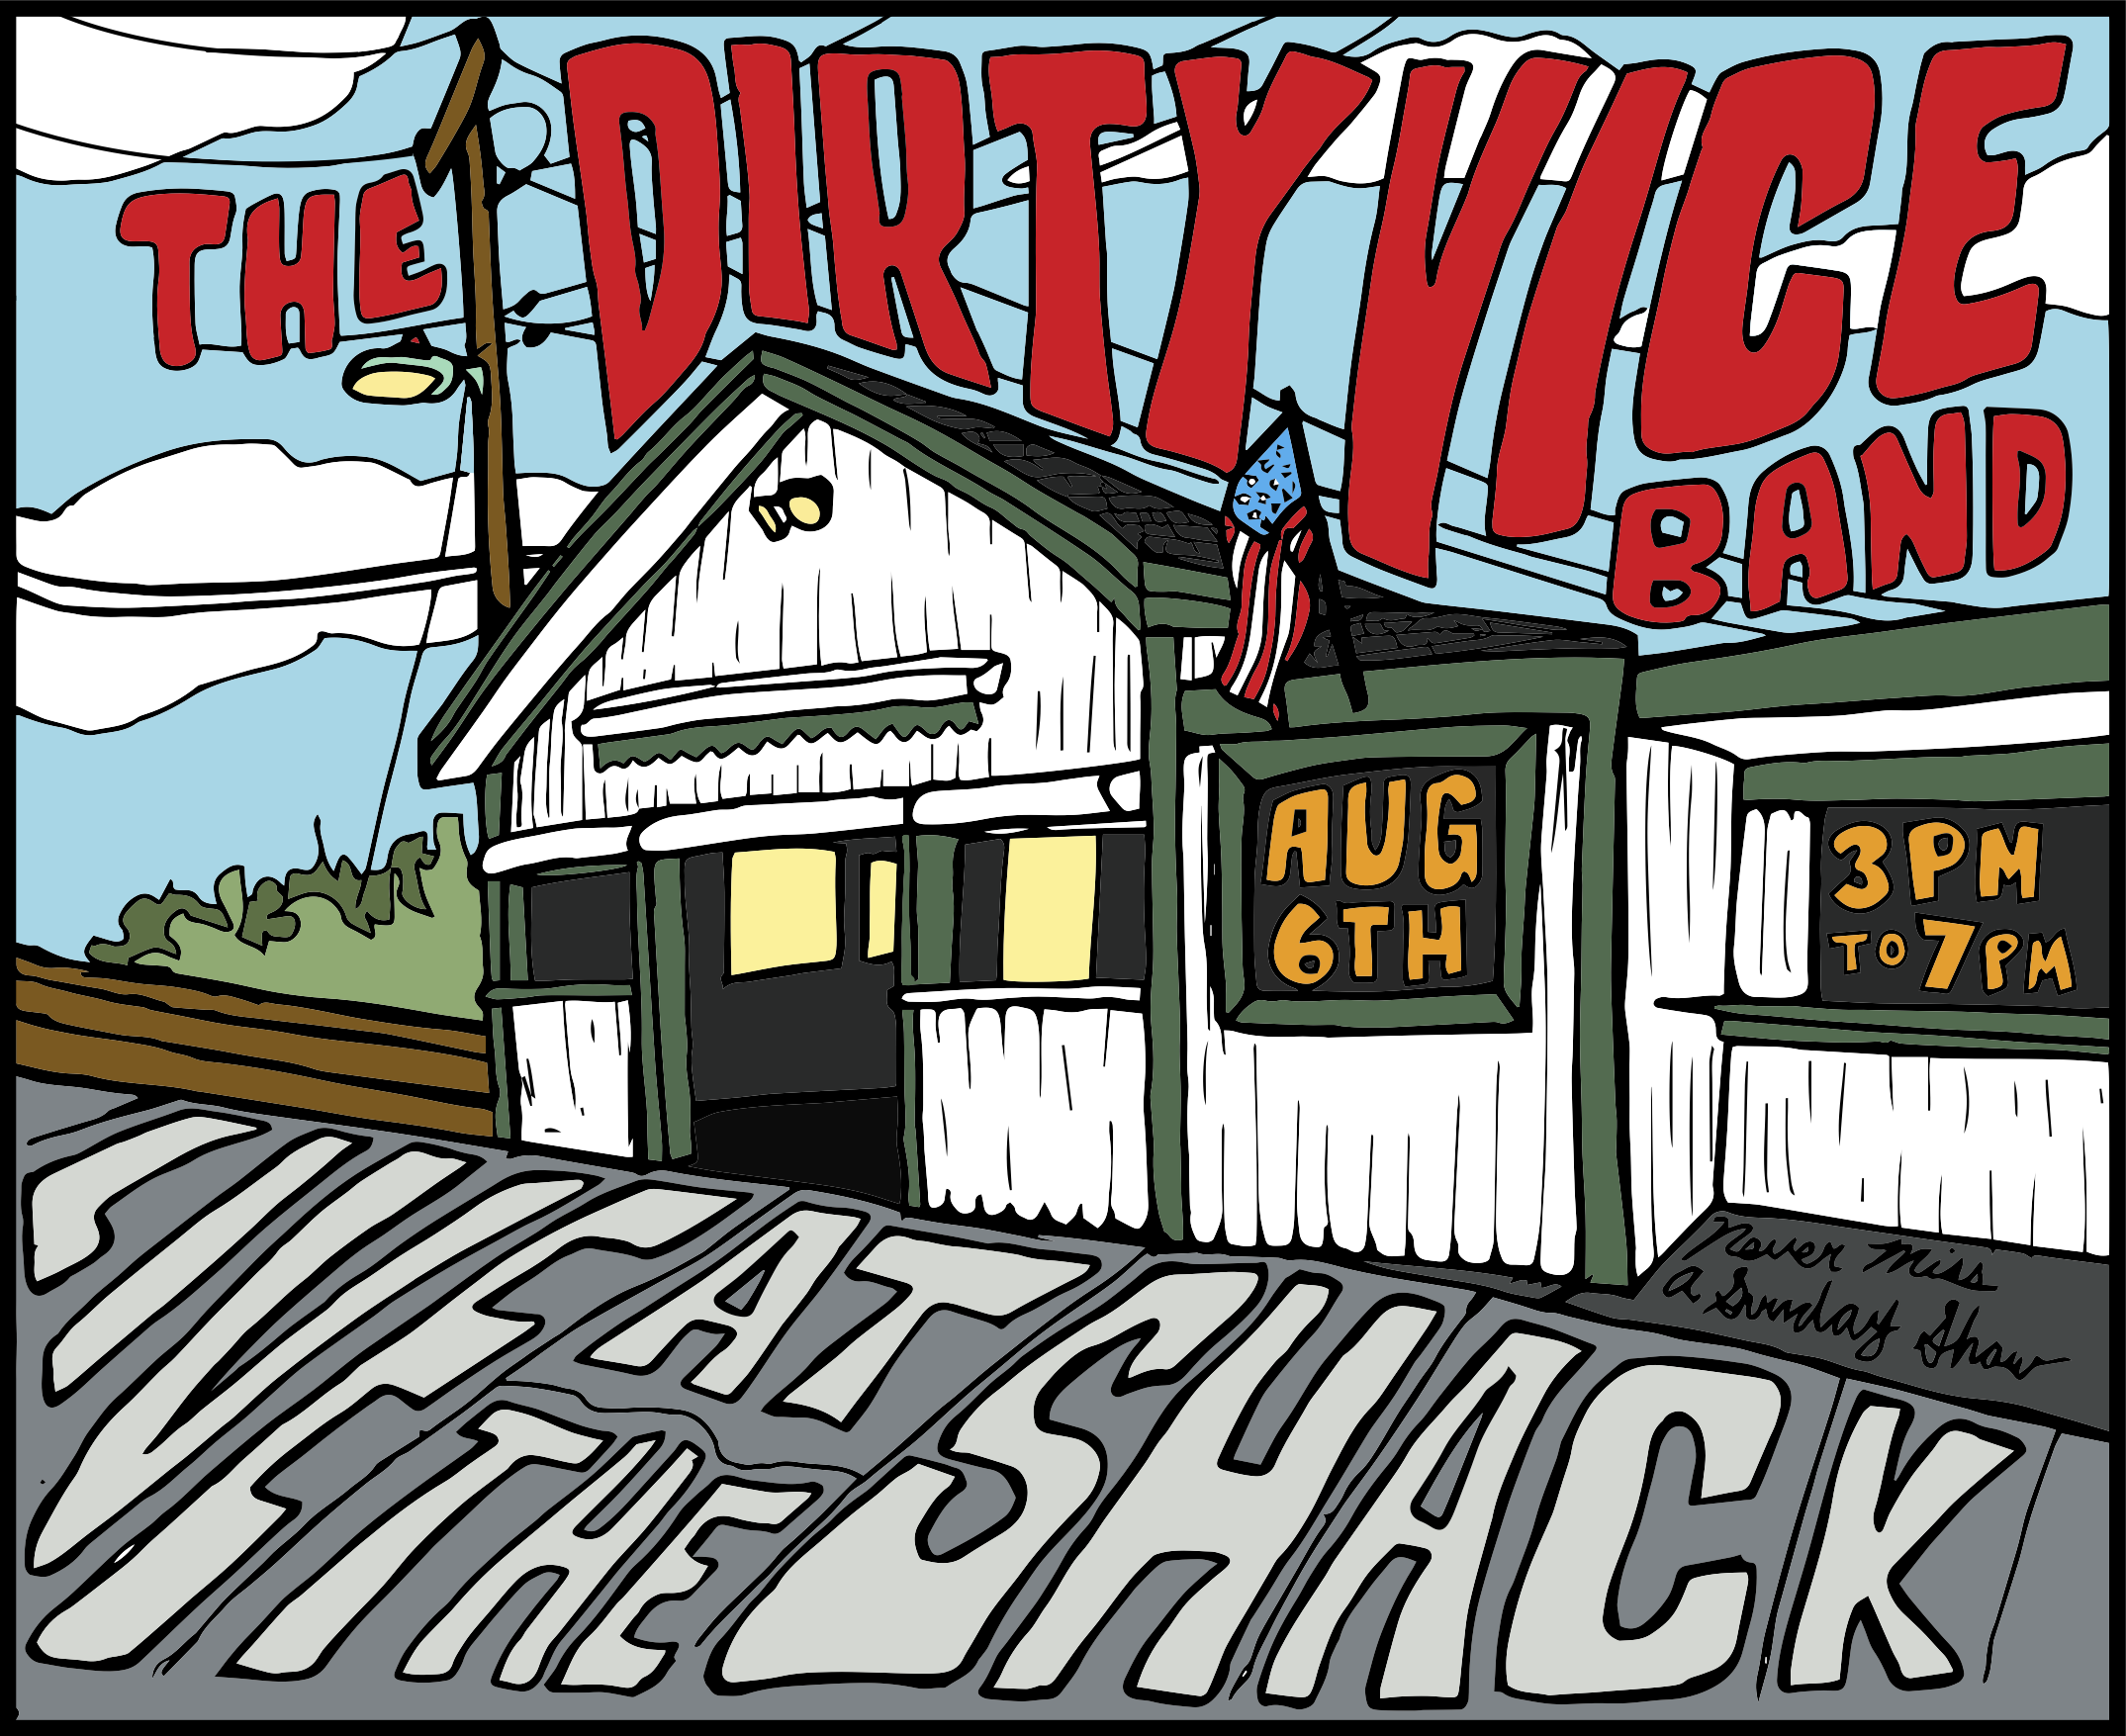 THE DIRTY VICE
BAND
AUG
6TH
3PM
TO 7PM
Never miss
a Sunday Show
LIVE AT
THE SHACK